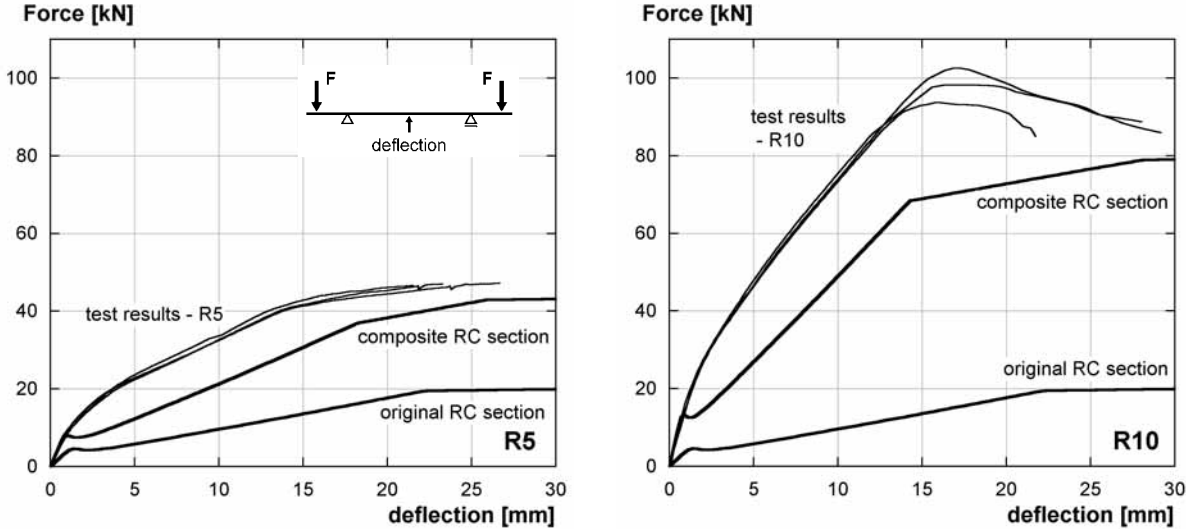 Force [kN]
100
80
60
40
20
0
F
F
deflection
test results - R5
composite RC section
original RC section
R5
0
5
10
15
20
25
30
deflection [mm]
Force [kN]
100
80
60
40
20
0
test results
- R10
composite RC section
original RC section
R10
0
5
10
15
20
25
30
deflection [mm]